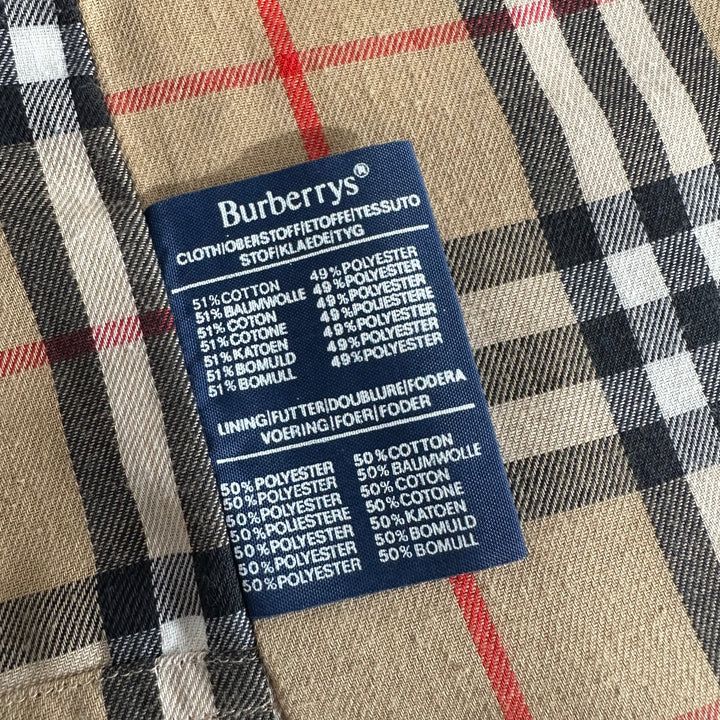 Burberrys®
CLOTH/OBERSTOFF/ETOFFE/TESSUTO
STOF/KLAEDE/TYG
51% COTTON 49% POLYESTER
51% BAUMWOLLE 49% POLYESTER
51% COTON 49% POLYESTER
51% COTONE 49% POLIESTERE
51% KATOEN 49% POLYESTER
51% BOMULD 49% POLYESTER
51% BOMULL 49% POLYESTER
LINING/FUTTER/DOUBLURE/FODERA
VOERING/FOER/FODER
50% POLYESTER 50% COTTON
50% POLYESTER 50% BAUMWOLLE
50% POLYESTER 50% COTON
50% POLIESTERE 50% COTONE
50% POLYESTER 50% KATOEN
50% POLYESTER 50% BOMULD
50% POLYESTER 50% BOMULL